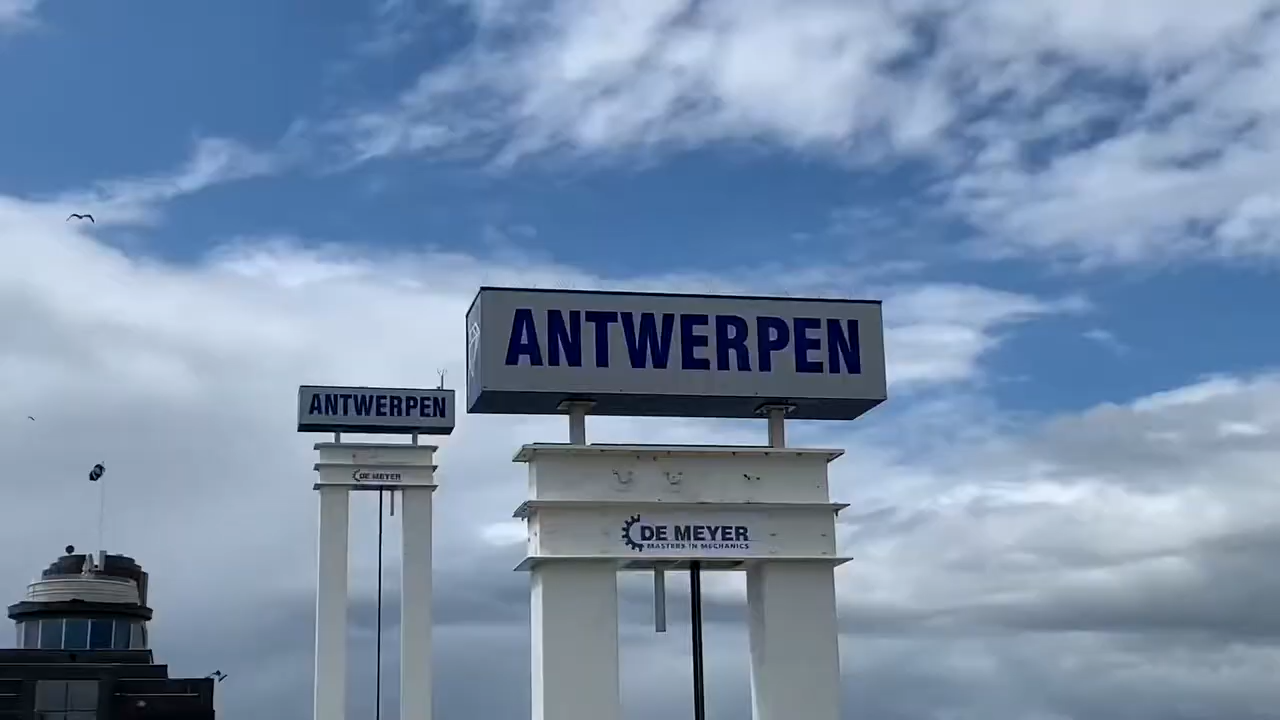 ANTWERPEN
DE MEYER
ANTWERPEN
DE MEYER
MASTERS IN MECHANICS